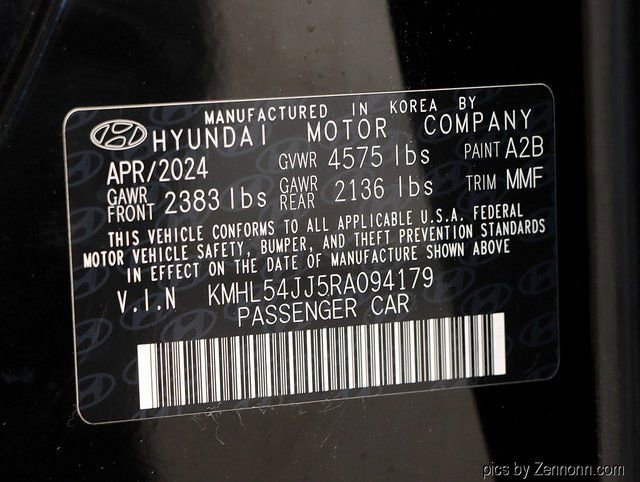 MANUFACTURED IN KOREA BY
HYUNDAI MOTOR COMPANY
APR/2024 GVWR 4575 lbs PAINT A2B
GAWR FRONT 2383 lbs GAWR REAR 2136 lbs TRIM MMF
THIS VEHICLE CONFORMS TO ALL APPLICABLE U.S.A. FEDERAL
MOTOR VEHICLE SAFETY, BUMPER, AND THEFT PREVENTION STANDARDS
IN EFFECT ON THE DATE OF MANUFACTURE SHOWN ABOVE
V.I.N KMHL54JJ5RA094179
PASSENGER CAR
pics by Zennonn.com